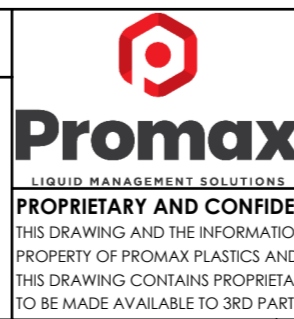 Promax
LIQUID MANAGEMENT SOLUTIONS
PROPRIETARY AND CONFIDE
THIS DRAWING AND THE INFORMATIO
PROPERTY OF PROMAX PLASTICS AND
THIS DRAWING CONTAINS PROPRIETA
TO BE MADE AVAILABLE TO 3RD PART